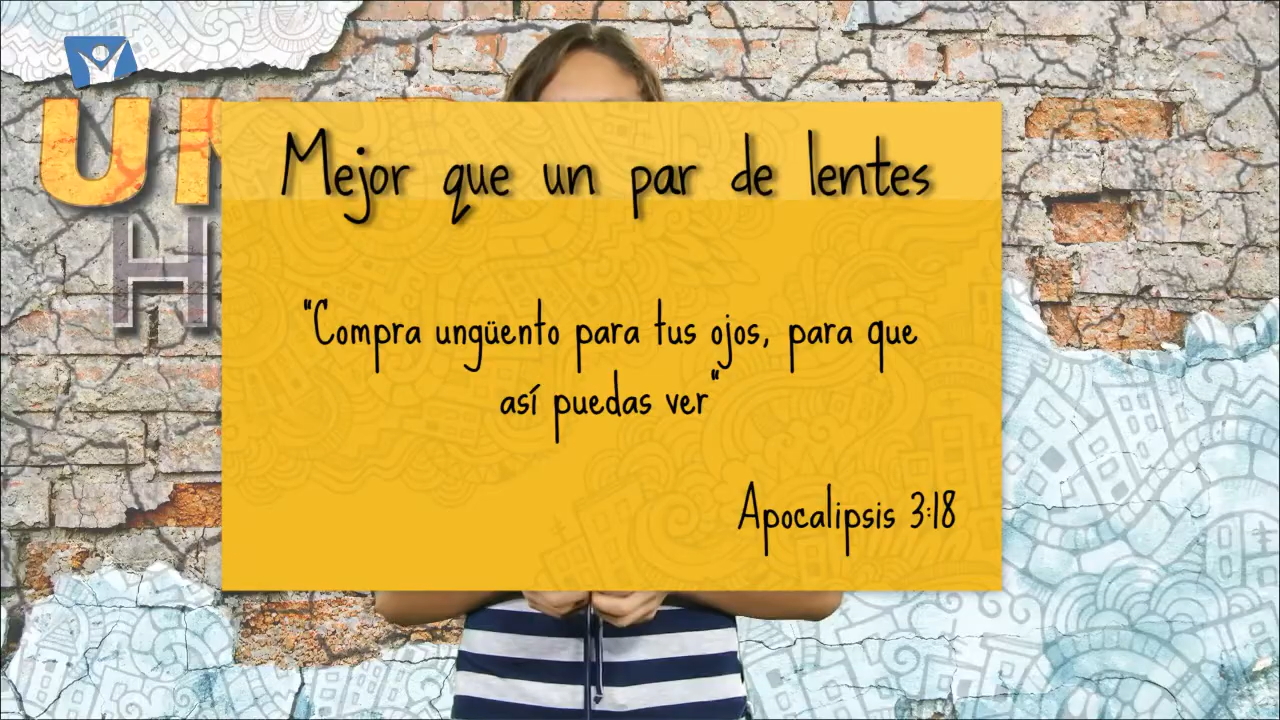 Mejor que un par de lentes
"Compra ungüento para tus ojos, para que
así puedas ver"
Apocalipsis 3:18